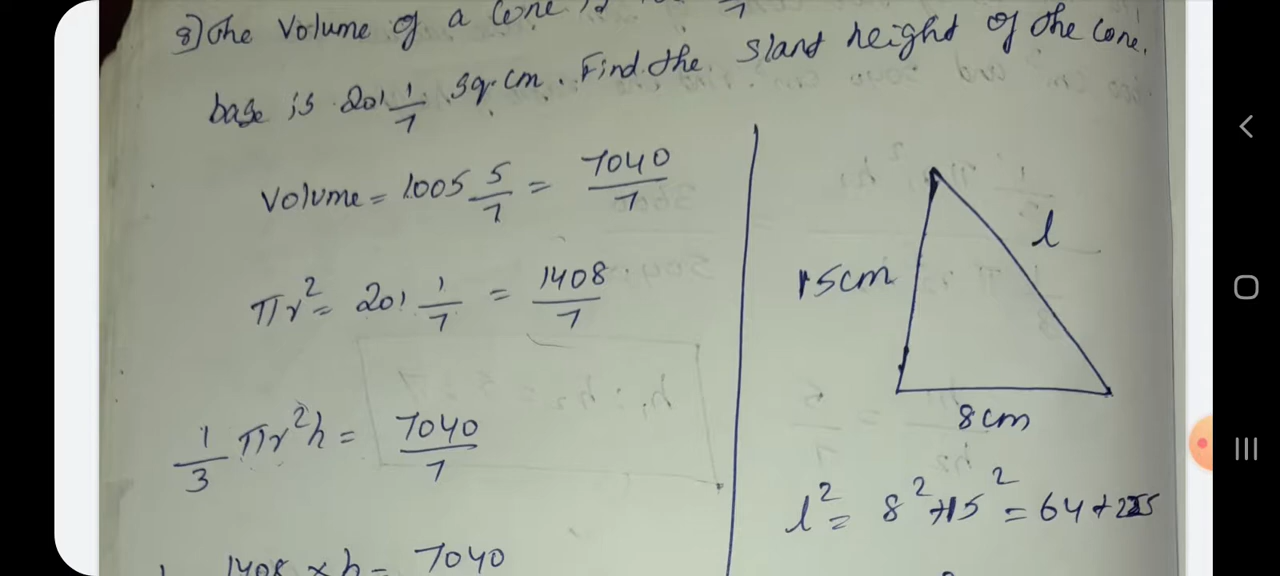 8) The Volume of a Cone
base is 201 1/7 sq.cm. Find the slant height of the cone.
Volume = 1005 5/7 = 7040/7
πr² = 201 1/7 = 1408/7
1/3 πr²h = 7040/7
1408 × h = 7040
15cm
l
8cm
l² = 8² + 15² = 64 + 225